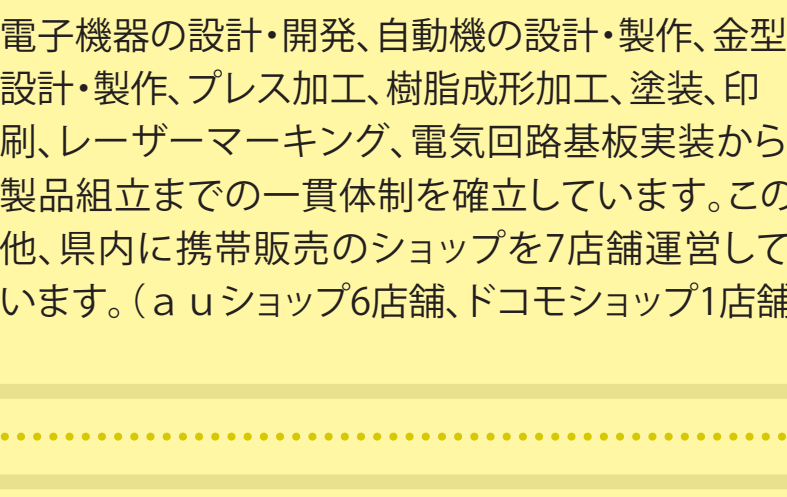 電子機器の設計・開発、自動機の設計・製作、金型
設計・製作、プレス加工、樹脂成形加工、塗装、印
刷、レーザーマーキング、電気回路基板実装から
製品組立までの一貫体制を確立しています。この
他、県内に携帯販売のショップを7店舗運営して
います。（ａｕショップ6店舗、ドコモショップ1店舗